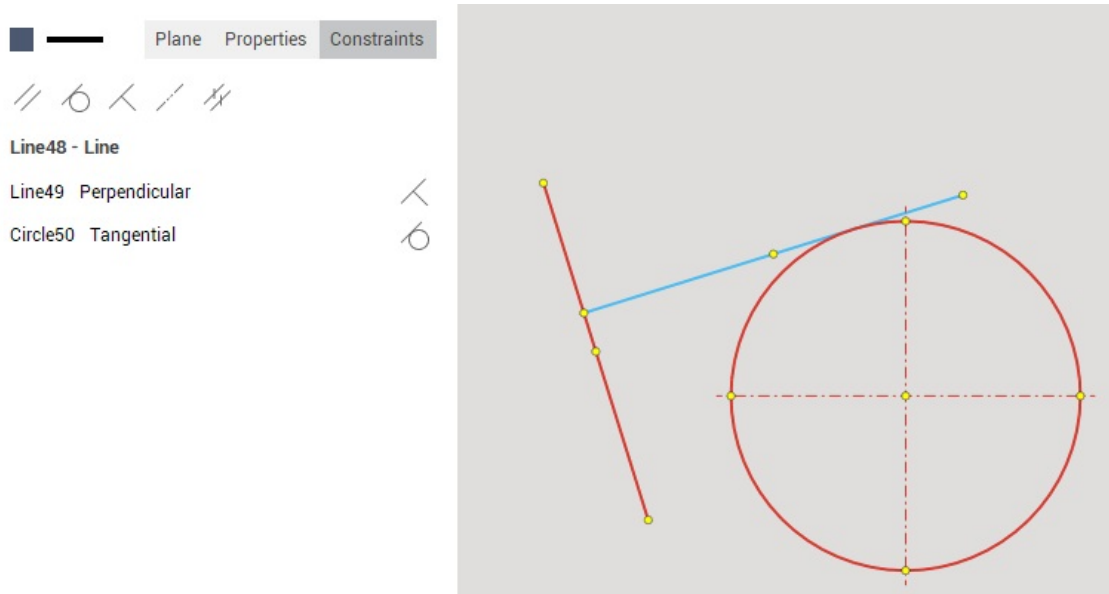 Plane Properties Constraints
Line48 - Line
Line49 Perpendicular
Circle50 Tangential